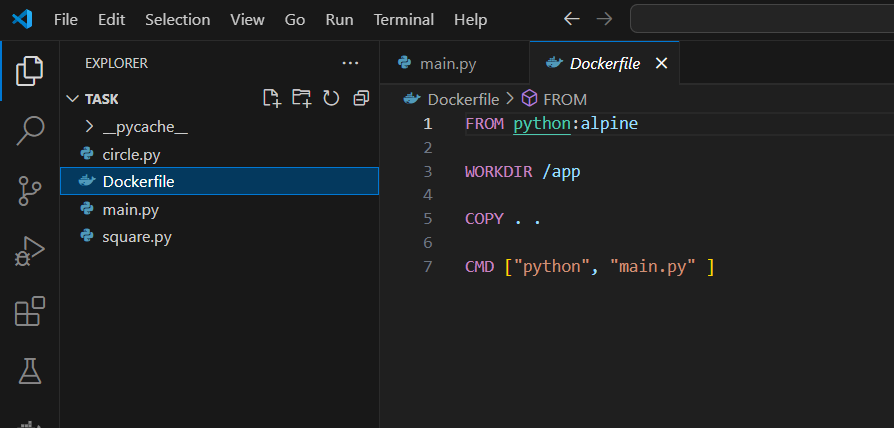 File Edit Selection View Go Run Terminal Help
EXPLORER
TASK
__pycache__
circle.py
Dockerfile
main.py
square.py
main.py Dockerfile
Dockerfile > FROM
1 FROM python:alpine
2
3 WORKDIR /app
4
5 COPY . .
6
7 CMD ["python", "main.py" ]